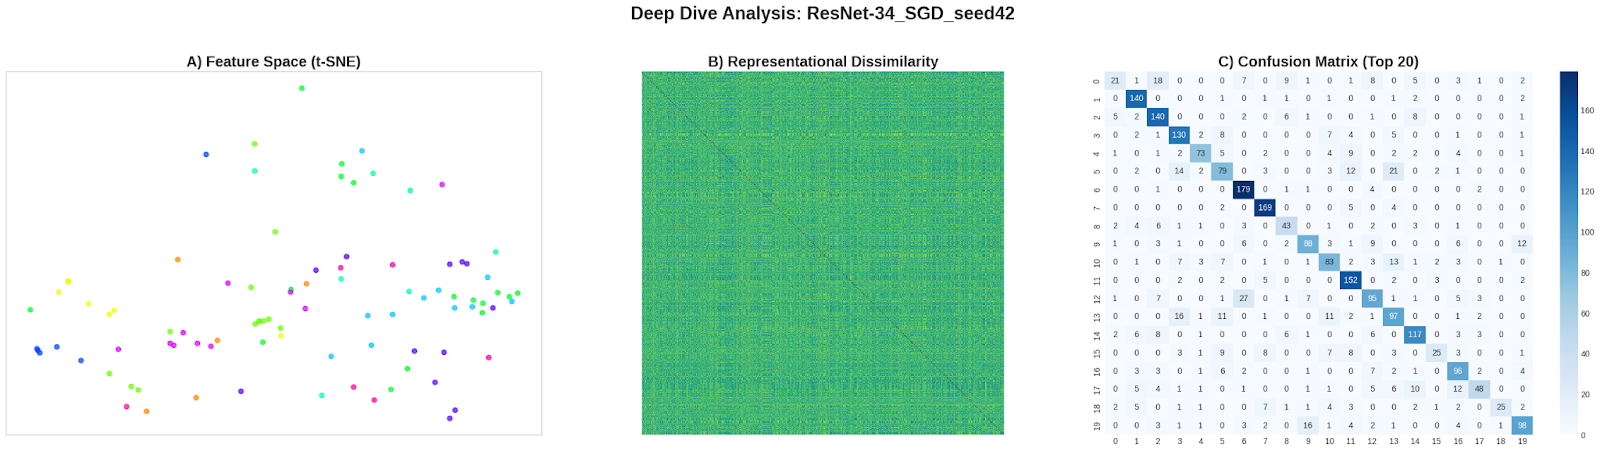 Deep Dive Analysis: ResNet-34_SGD_seed42
A) Feature Space (t-SNE)
B) Representational Dissimilarity
C) Confusion Matrix (Top 20)
0 21 1 18 0 0 0 7 0 9 1 0 1 8 0 5 0 3 1 0 2
1 0 140 0 0 0 1 0 1 1 0 1 0 0 1 2 0 0 0 0 2
2 5 2 140 0 0 0 2 0 6 1 0 0 1 0 8 0 0 0 0 1
3 0 2 1 130 2 8 0 0 0 0 7 4 0 5 0 0 1 0 0 1
4 1 0 1 2 73 5 0 2 0 0 4 9 0 2 2 0 4 0 0 1
5 0 2 0 14 2 79 0 3 0 0 3 12 0 21 0 2 1 0 0 0
6 0 0 1 0 0 0 179 0 1 1 0 0 4 0 0 0 0 2 0 0
7 0 0 0 0 0 2 0 169 0 0 0 5 0 4 0 0 0 0 0 0
8 2 4 6 1 0 0 3 0 43 0 1 0 2 0 3 0 1 0 0 0
9 1 0 3 1 0 0 6 0 2 88 3 1 9 0 0 0 6 0 0 12
10 1 0 0 7 3 7 0 1 0 1 83 3 2 13 1 2 3 0 1 0
11 0 0 0 2 0 2 0 5 0 0 0 152 0 2 0 3 0 0 0 0
12 1 0 7 0 0 0 27 0 1 7 0 0 95 1 0 1 5 3 0 0
13 0 0 0 16 1 11 0 1 0 0 11 2 1 97 0 0 0 0 0 0
14 2 6 8 1 0 0 2 0 14 0 0 1 6 0 117 0 3 3 0 0
15 0 0 0 3 1 9 0 8 0 0 7 8 0 3 0 25 3 0 0 1
16 0 3 3 0 1 6 2 0 0 1 0 0 7 2 1 0 96 2 0 4
17 0 5 4 1 1 0 1 0 0 1 1 0 5 6 10 0 12 48 0 0
18 2 5 0 1 1 0 0 7 1 1 4 3 0 0 2 1 2 0 25 2
19 0 0 3 1 1 0 3 0 2 16 1 4 2 1 0 0 4 0 1 98
0 1 2 3 4 5 6 7 8 9 10 11 12 13 14 15 16 17 18 19
160
140
120
100
80
60
40
20
0